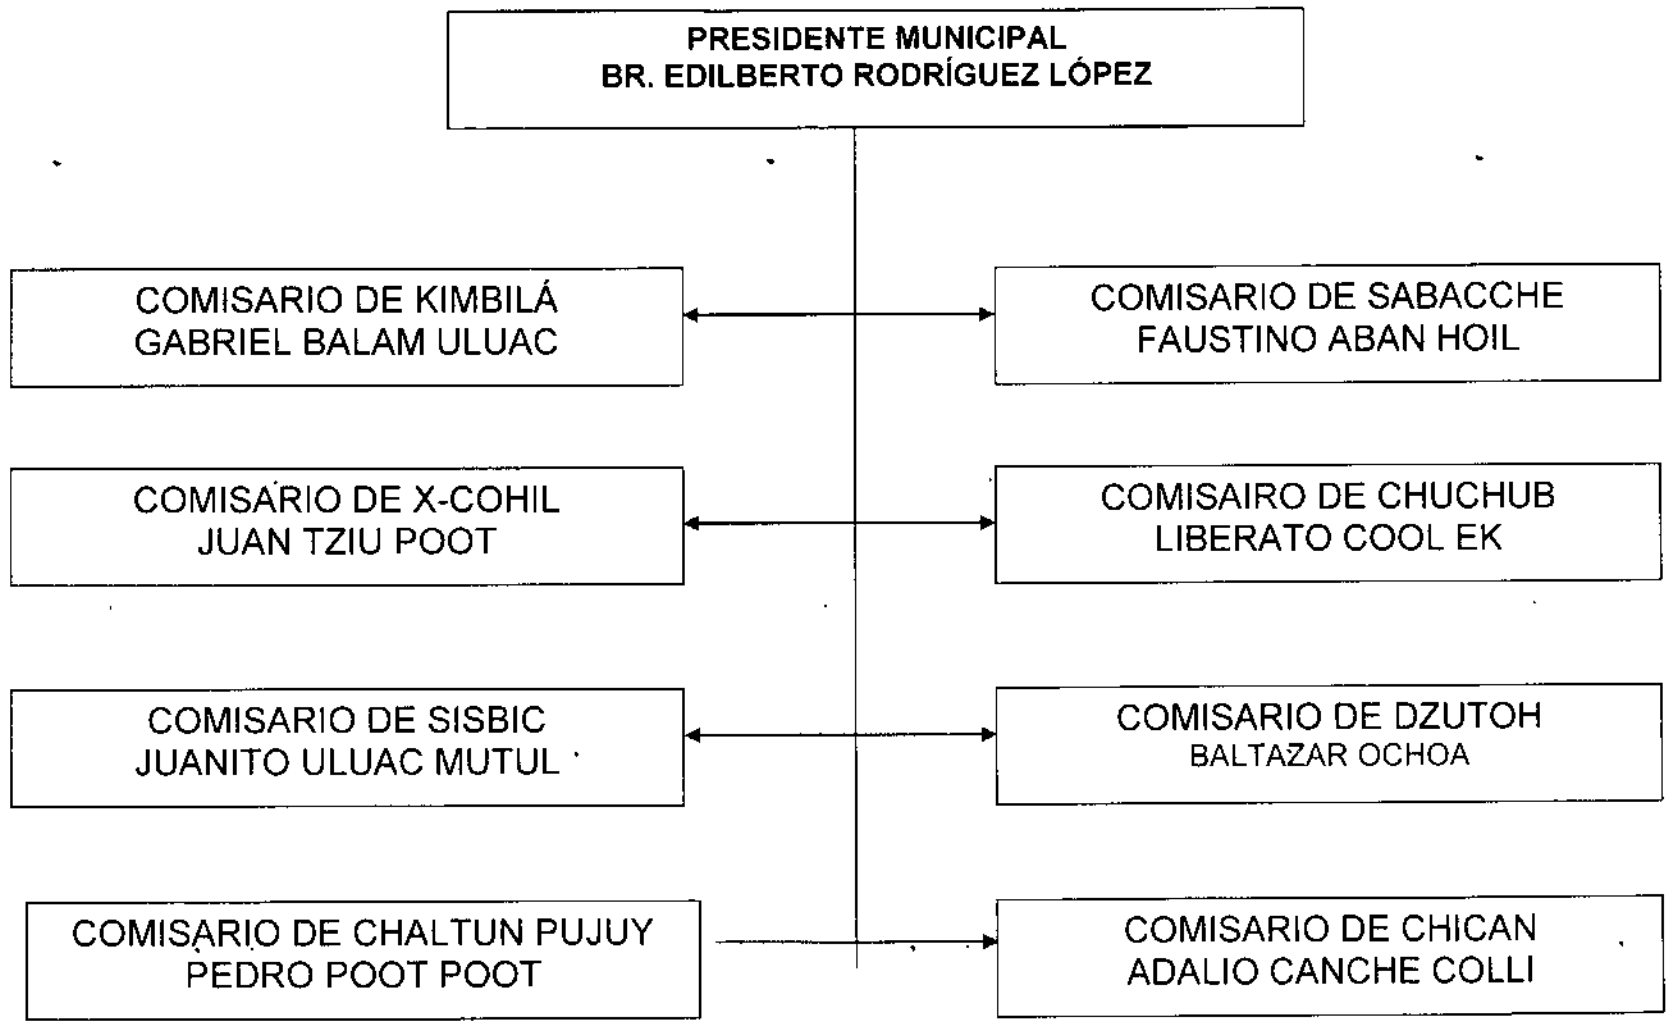 PRESIDENTE MUNICIPAL
BR. EDILBERTO RODRÍGUEZ LÓPEZ
COMISARIO DE KIMBILÁ
GABRIEL BALAM ULUAC
COMISARIO DE SABACCHE
FAUSTINO ABAN HOIL
COMISARIO DE X-COHIL
JUAN TZIU POOT
COMISAIRO DE CHUCHUB
LIBERATO COOL EK
COMISARIO DE SISBIC
JUANITO ULUAC MUTUL
COMISARIO DE DZUTOH
BALTAZAR OCHOA
COMISARIO DE CHALTUN PUJUY
PEDRO POOT POOT
COMISARIO DE CHICAN
ADALIO CANCHE COLLI